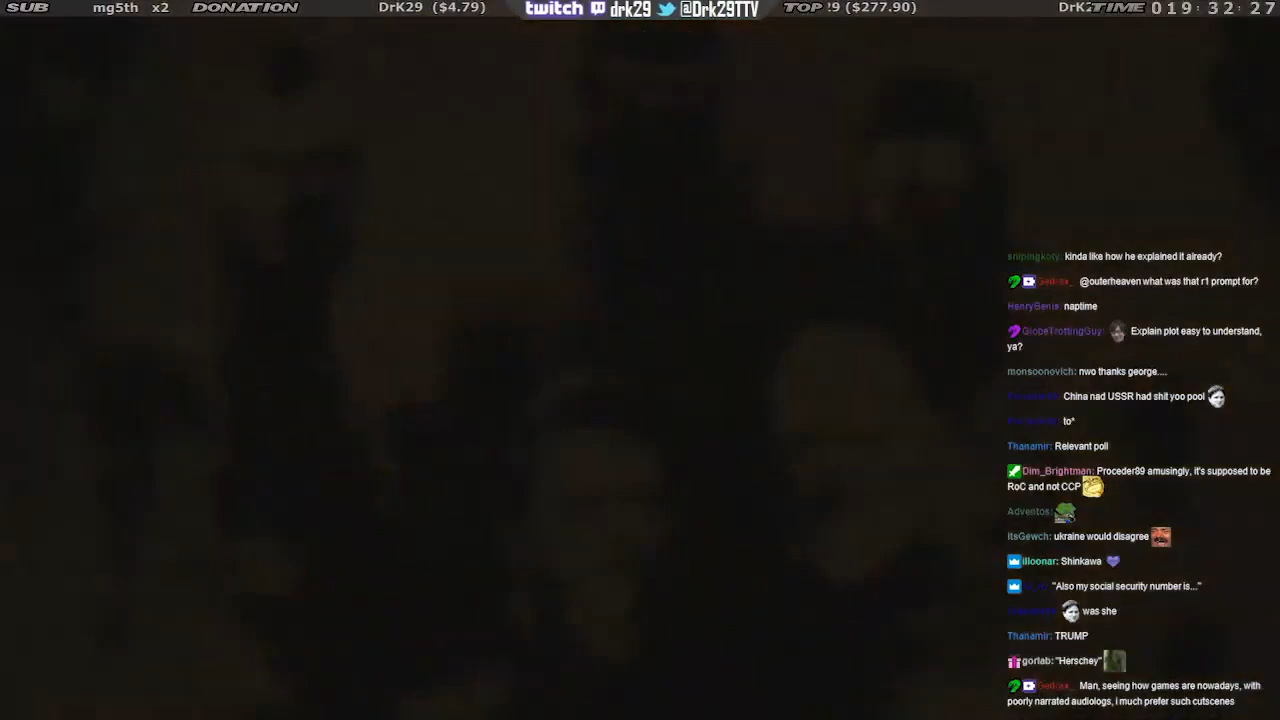 SUB mg5th x2 DONATION DrK29 ($4.79) twitch drk29 @Drk29TTV TOP !9 ($277.90) DrK2 TIME 019:32:27
snipingkoty: kinda like how he explained it already?
Gedrax_ @outerheaven what was that r1 prompt for?
HenryBenis: naptime
GlobeTrottingGuy: Explain plot easy to understand,
ya?
monsoonovich: nwo thanks george....
China nad USSR had shit yoo pool
to*
Thanamir: Relevant poll
Dim_Brightman: Proceder89 amusingly, it's supposed to be
RoC and not CCP
Adventos:
ItsGewch: ukraine would disagree
illoonar: Shinkawa
"Also my social security number is..."
was she
Thanamir: TRUMP
gorlab: "Herschey"
Man, seeing how games are nowadays, with
poorly narrated audiologs, i much prefer such cutscenes